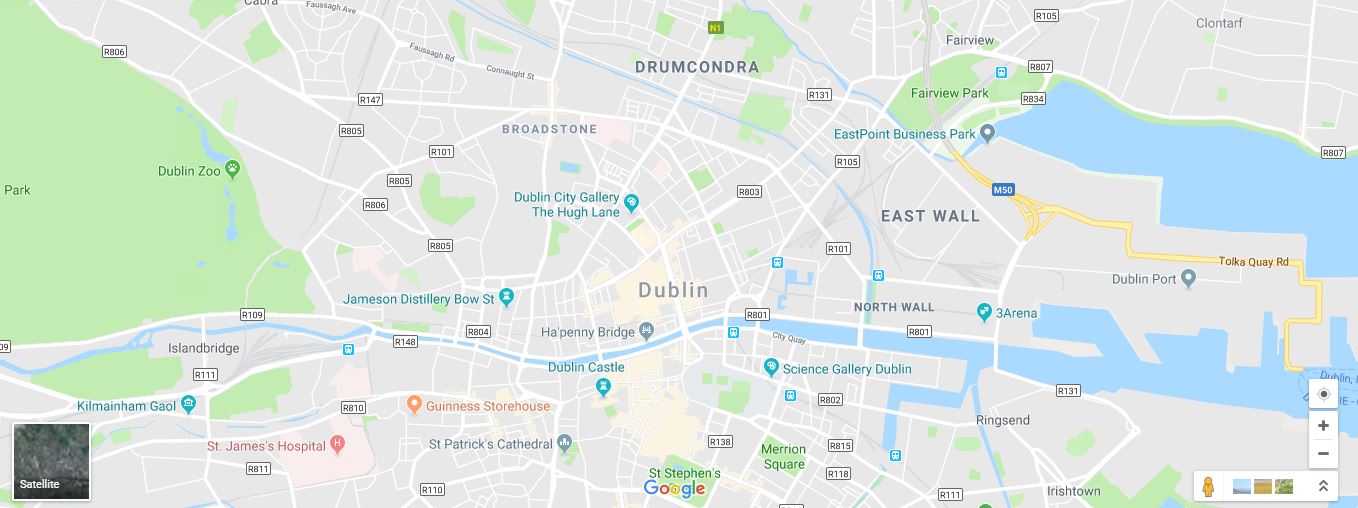 Cabra
Faussagh Ave
R105
Clontarf
N1
Fairview
R806
Faussagh Rd
Connaught St
DRUMCONDRA
R807
R147
R131
Fairview Park
R834
R805
BROADSTONE
EastPoint Business Park
R101
R105
R807
Dublin Zoo
R805
Park
R803
M50
Dublin City Gallery
The Hugh Lane
R806
EAST WALL
R805
R101
Tolka Quay Rd
Dublin Port
Dublin
Jameson Distillery Bow St
NORTH WALL
3Arena
R109
R801
Ha'penny Bridge
R804
R801
City Quay
R148
09
Islandbridge
Dublin Castle
Science Gallery Dublin
R111
Dublin,
R131
Kilmainham Gaol
R810
Guinness Storehouse
R802
HE -
Ringsend
St. James's Hospital
H
St Patrick's Cathedral
R138
Merrion
Square
R815
R811
St Stephen's
R118
Satellite
R110
Google
R111
Irishtown